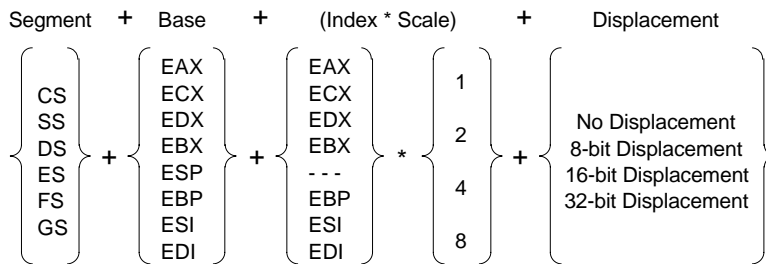 Segment + Base + (Index * Scale) + Displacement
EAX EAX
CS ECX ECX 1
SS EDX EDX No Displacement
DS EBX EBX 2 8-bit Displacement
+ + * +
ES ESP - - - 16-bit Displacement
FS EBP EBP 4 32-bit Displacement
GS ESI ESI
EDI EDI 8